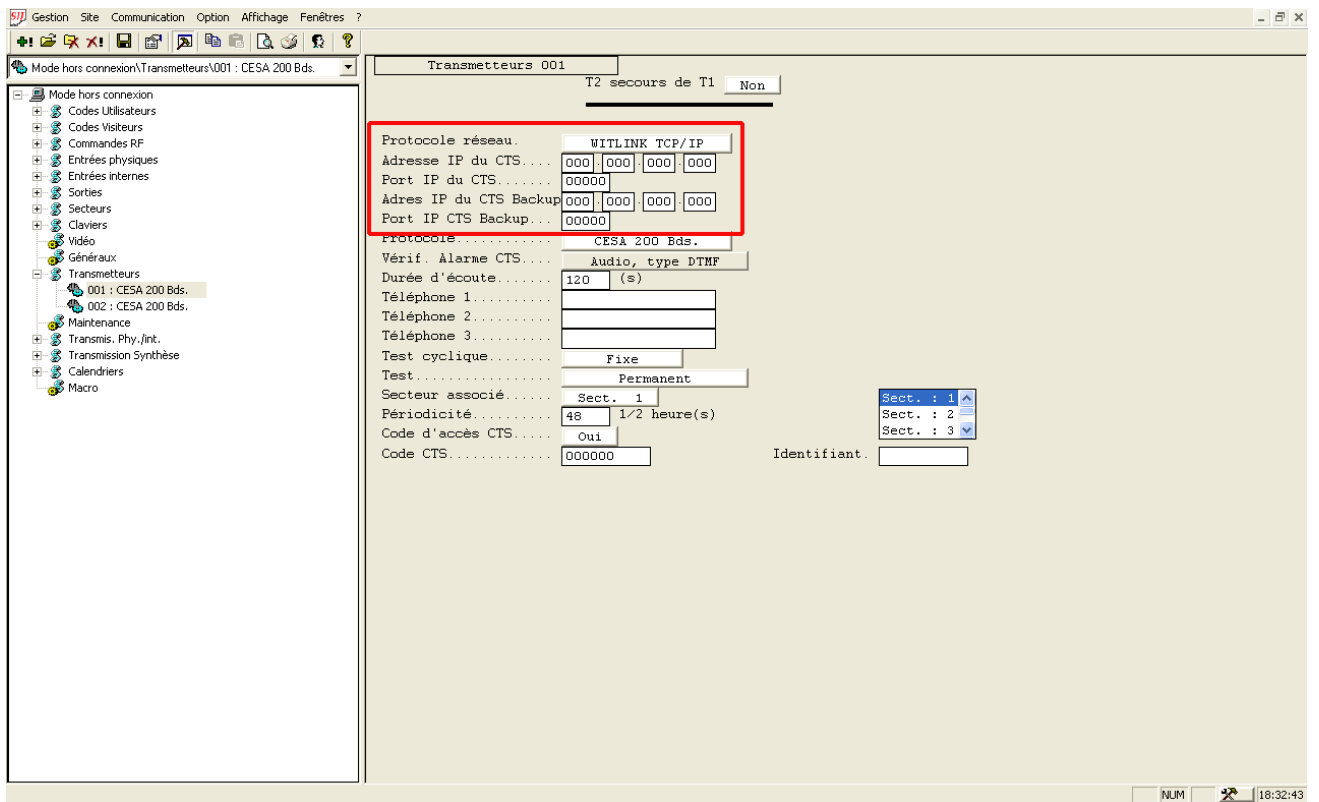 Gestion Site Communication Option Affichage Fenêtres ?
Mode hors connexion\Transmetteurs\001 : CESA 200 Bds.
Mode hors connexion
Codes Utilisateurs
Codes Visiteurs
Commandes RF
Entrées physiques
Entrées internes
Sorties
Secteurs
Claviers
Vidéo
Généraux
Transmetteurs
001 : CESA 200 Bds.
002 : CESA 200 Bds.
Maintenance
Transmis. Phy./int.
Transmission Synthèse
Calendriers
Macro
Transmetteurs 001
T2 secours de T1 Non
Protocole réseau. WITLINK TCP/IP
Adresse IP du CTS.... 000 . 000 . 000 . 000
Port IP du CTS....... 00000
Adres IP du CTS Backup 000 . 000 . 000 . 000
Port IP CTS Backup... 00000
Protocole............ CESA 200 Bds.
Vérif. Alarme CTS.... Audio, type DTMF
Durée d'écoute....... 120 (s)
Téléphone 1..........
Téléphone 2..........
Téléphone 3..........
Test cyclique........ Fixe
Test................. Permanent
Secteur associé...... Sect. 1
Sect. : 1
Périodicité.......... 48 1/2 heure(s)
Sect. : 2
Code d'accès CTS..... Oui
Sect. : 3
Code CTS............. 000000 Identifiant.
NUM 18:32:43